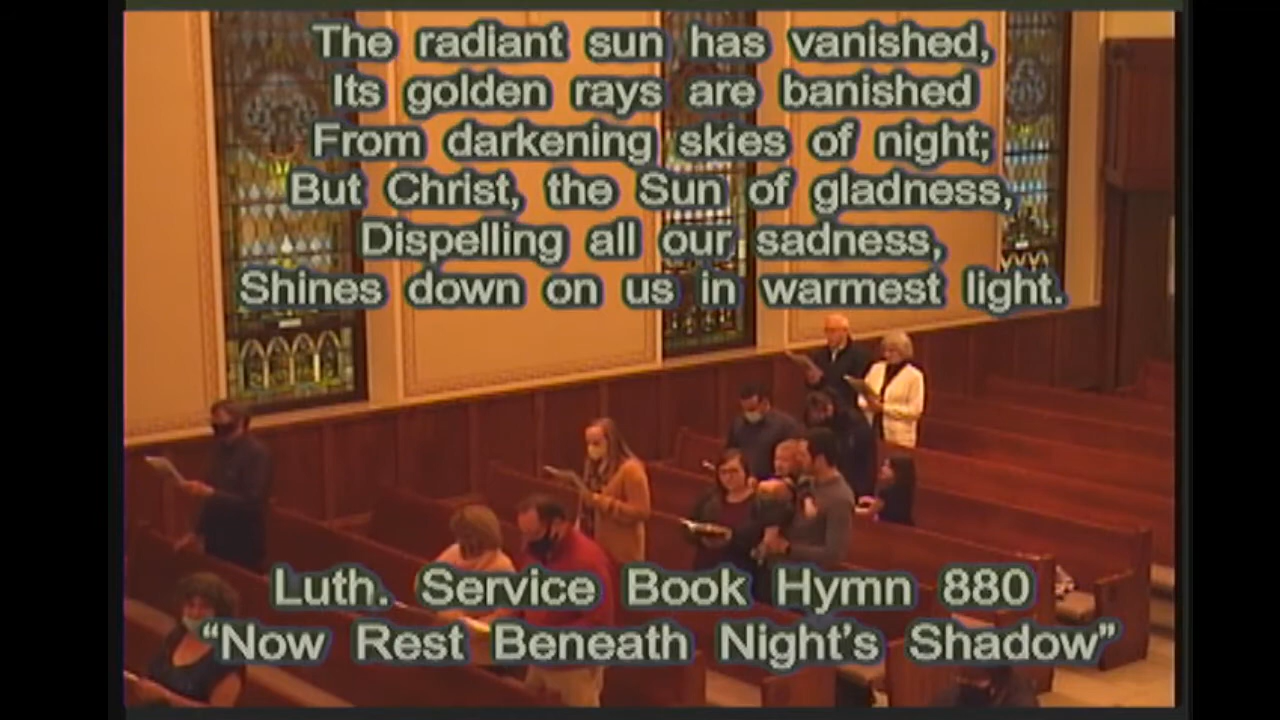 The radiant sun has vanished,
Its golden rays are banished
From darkening skies of night;
But Christ, the Sun of gladness,
Dispelling all our sadness,
Shines down on us in warmest light.
Luth. Service Book Hymn 880
“Now Rest Beneath Night’s Shadow”